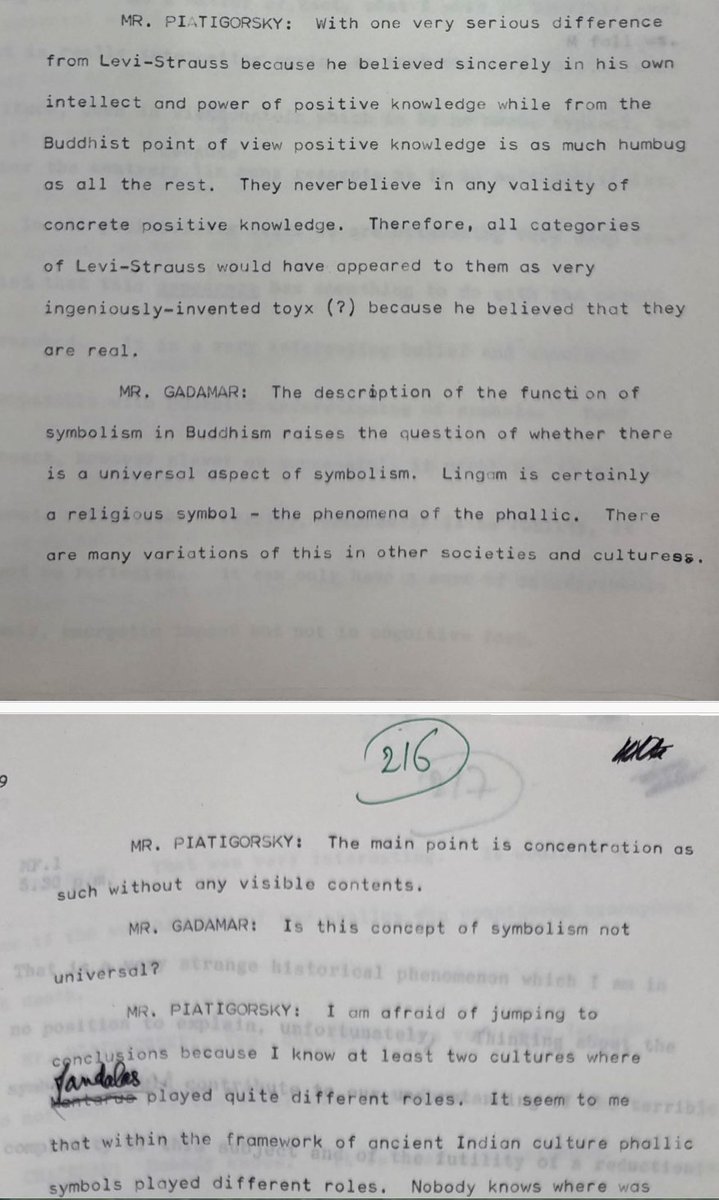 MR. PIATIGORSKY: With one very serious difference
from Levi-Strauss because he believed sincerely in his own
intellect and power of positive knowledge while from the
Buddhist point of view positive knowledge is as much humbug
as all the rest. They never believe in any validity of
concrete positive knowledge. Therefore, all categories
of Levi-Strauss would have appeared to them as very
ingeniously-invented toyx (?) because he believed that they
are real.
MR. GADAMAR: The description of the functi on of
symbolism in Buddhism raises the question of whether there
is a universal aspect of symbolism. Lingam is certainly
a religious symbol - the phenomena of the phallic. There
are many variations of this in other societies and culturess.
216
9
MR. PIATIGORSKY: The main point is concentration as
such without any visible contents.
MR. GADAMAR: Is this concept of symbolism not
universal?
MR. PIATIGORSKY: I am afraid of jumping to
conclusions because I know at least two cultures where
played quite different roles. It seem to me
that within the framework of ancient Indian culture phallic
symbols played different roles. Nobody knows where was